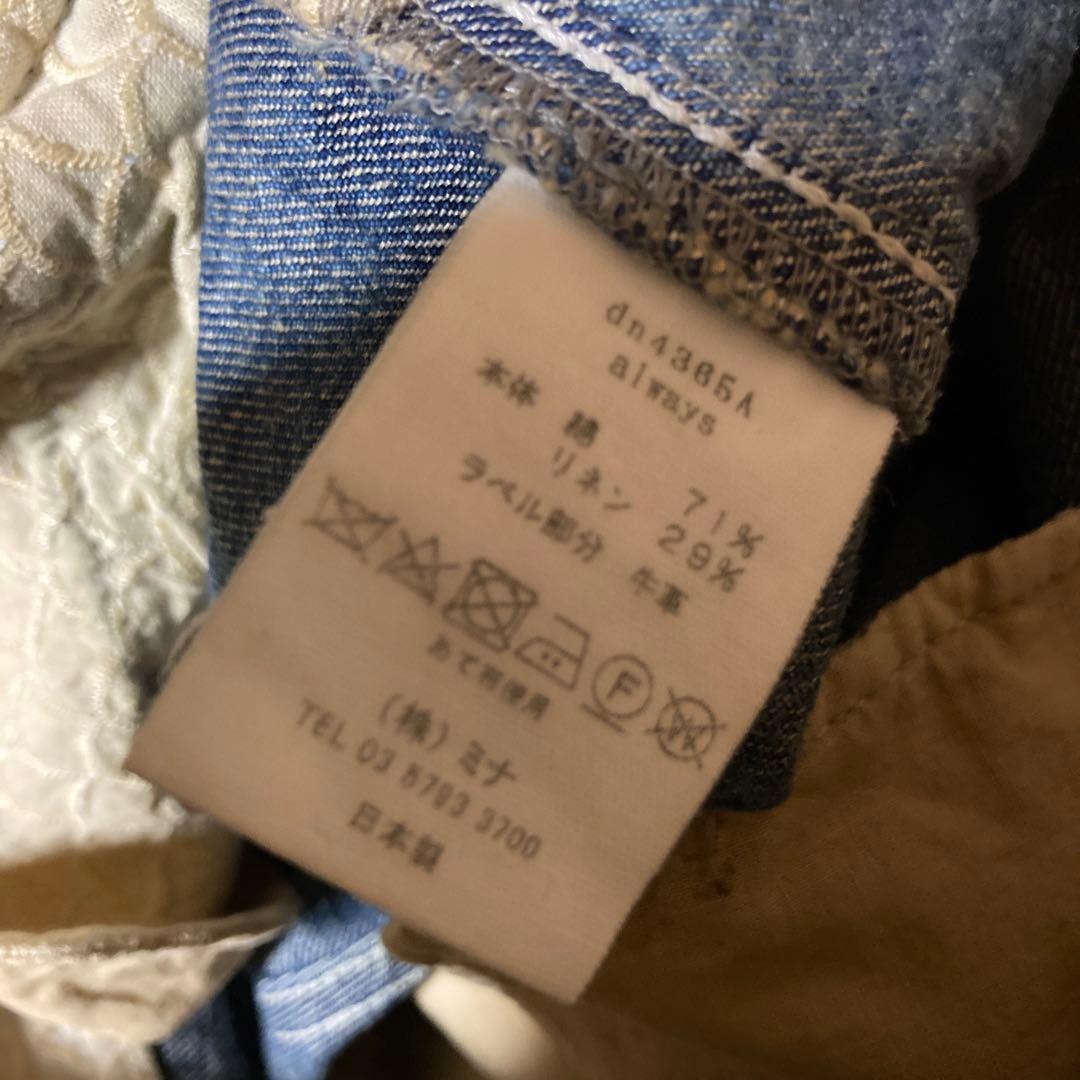 dn4365A
always
本体 綿 71%
リネン 29%
ラベル部分 牛革
F
あて布使用
(株)ミナ
TEL 03 5793 3700
日本製